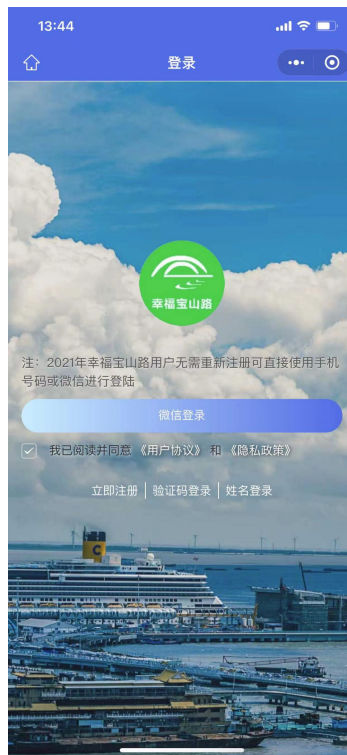 13:44
登录
幸福宝山路
注：2021年幸福宝山路用户无需重新注册可直接使用手机
号码或微信进行登陆
微信登录
我已阅读并同意《用户协议》 和 《隐私政策》
立即注册 | 验证码登录 | 姓名登录
C